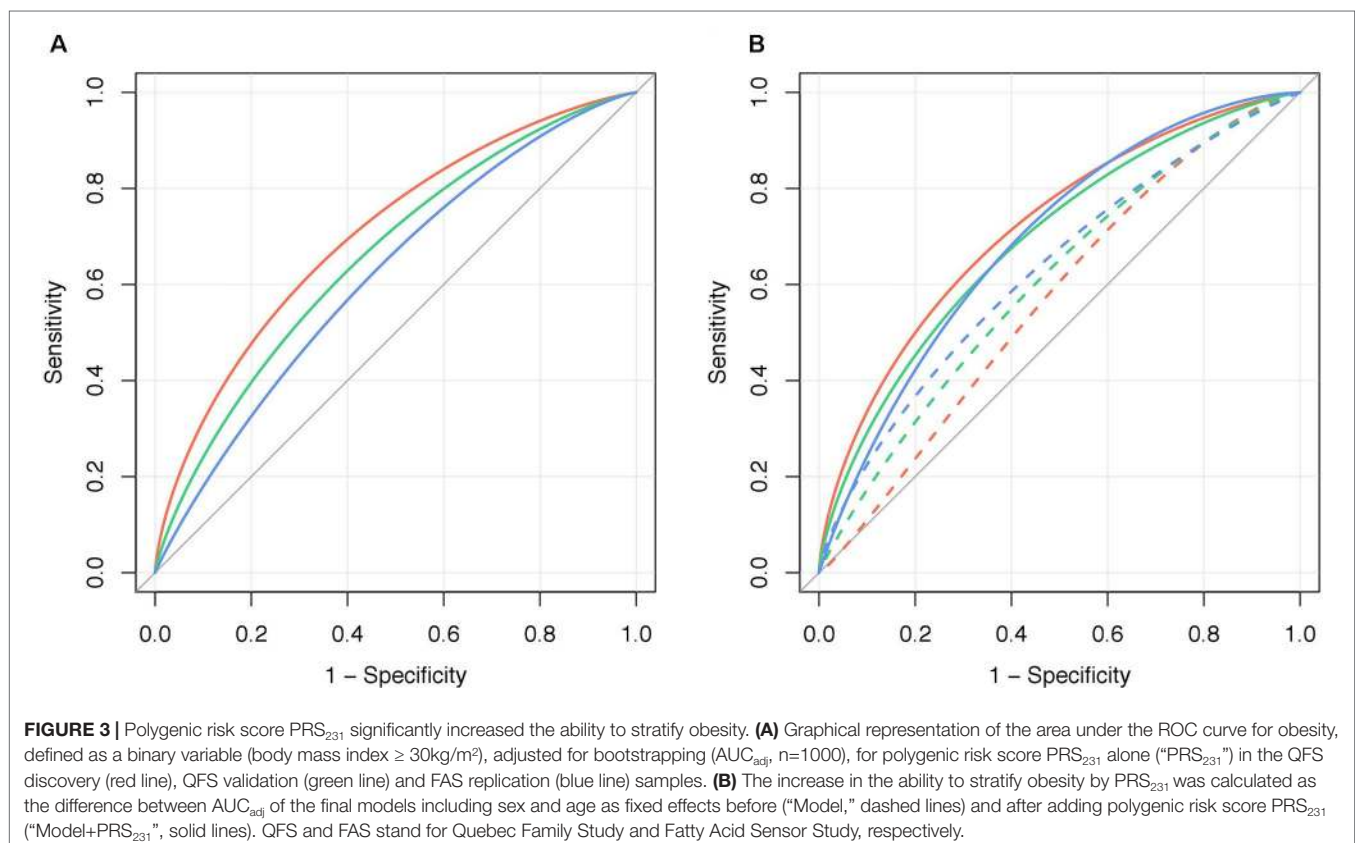 A
B
1.0
0.8
0.6
0.4
0.2
0.0
Sensitivity
0.0 0.2 0.4 0.6 0.8 1.0
1 – Specificity
1.0
0.8
0.6
0.4
0.2
0.0
Sensitivity
0.0 0.2 0.4 0.6 0.8 1.0
1 – Specificity
FIGURE 3 | Polygenic risk score PRS₂₃₁ significantly increased the ability to stratify obesity. (A) Graphical representation of the area under the ROC curve for obesity,
defined as a binary variable (body mass index ≥ 30kg/m²), adjusted for bootstrapping (AUCadj, n=1000), for polygenic risk score PRS₂₃₁ alone (“PRS₂₃₁”) in the QFS
discovery (red line), QFS validation (green line) and FAS replication (blue line) samples. (B) The increase in the ability to stratify obesity by PRS₂₃₁ was calculated as
the difference between AUCadj of the final models including sex and age as fixed effects before (“Model,” dashed lines) and after adding polygenic risk score PRS₂₃₁
(“Model+PRS₂₃₁”, solid lines). QFS and FAS stand for Quebec Family Study and Fatty Acid Sensor Study, respectively.